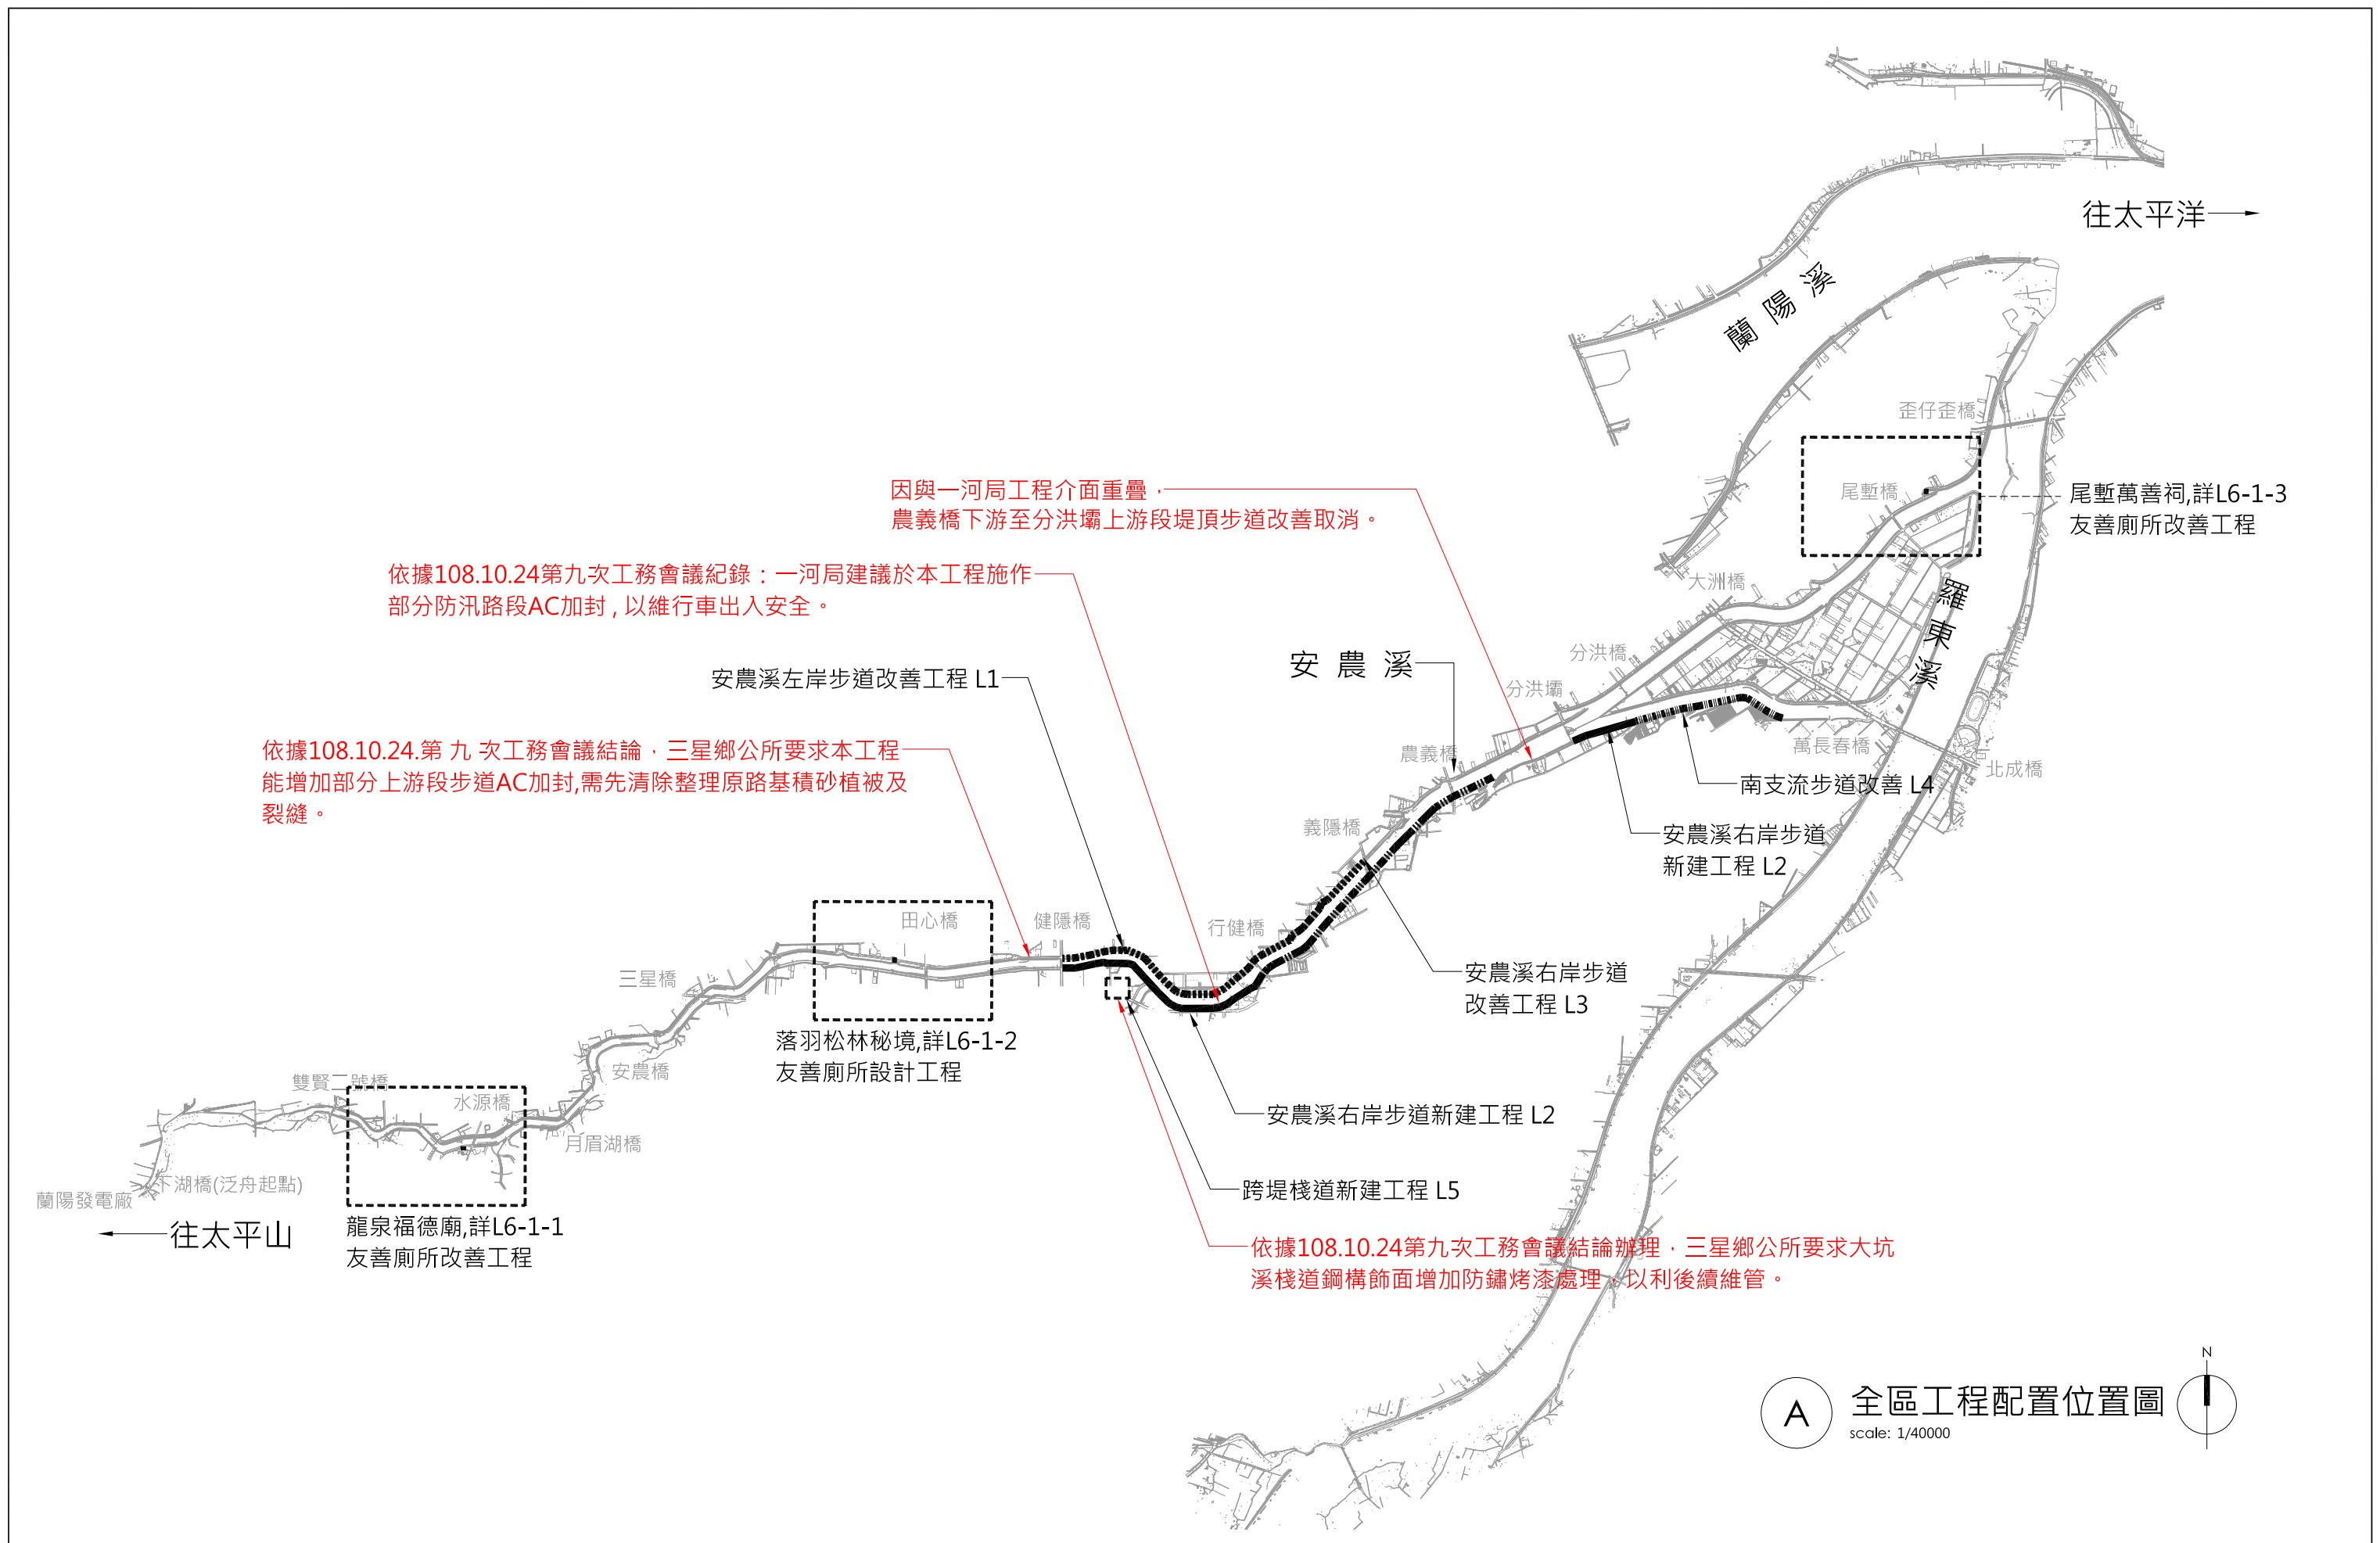 往太平洋
蘭陽溪
歪仔歪橋
尾塹橋
尾塹萬善祠,詳L6-1-3
友善廁所改善工程
因與一河局工程介面重疊，
農義橋下游至分洪壩上游段堤頂步道改善取消。
依據108.10.24第九次工務會議紀錄：一河局建議於本工程施作
部分防汛路段AC加封，以維行車出入安全。
大洲橋
羅東溪
分洪橋
安農溪
安農溪左岸步道改善工程 L1
分洪壩
依據108.10.24.第 九 次工務會議結論，三星鄉公所要求本工程
能增加部分上游段步道AC加封,需先清除整理原路基積砂植被及
裂縫。
農義橋
萬長春橋
北成橋
南支流步道改善 L4
義隱橋
安農溪右岸步道
新建工程 L2
田心橋
健隱橋
行健橋
三星橋
安農溪右岸步道
改善工程 L3
落羽松林秘境,詳L6-1-2
友善廁所設計工程
安農橋
雙賢二號橋
水源橋
安農溪右岸步道新建工程 L2
月眉湖橋
下湖橋(泛舟起點)
蘭陽發電廠
跨堤棧道新建工程 L5
往太平山
龍泉福德廟,詳L6-1-1
友善廁所改善工程
依據108.10.24第九次工務會議結論辦理，三星鄉公所要求大坑
溪棧道鋼構飾面增加防鏽烤漆處理，以利後續維管。
N
A
全區工程配置位置圖
scale: 1/40000